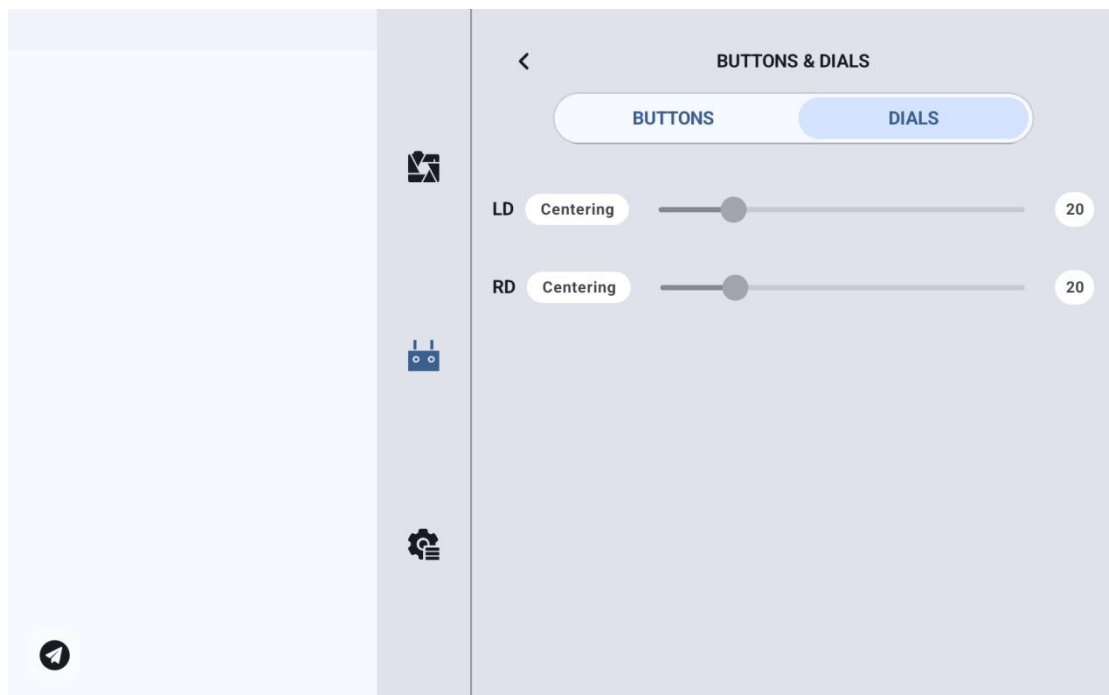 BUTTONS & DIALS
BUTTONS DIALS
LD Centering 20
RD Centering 20